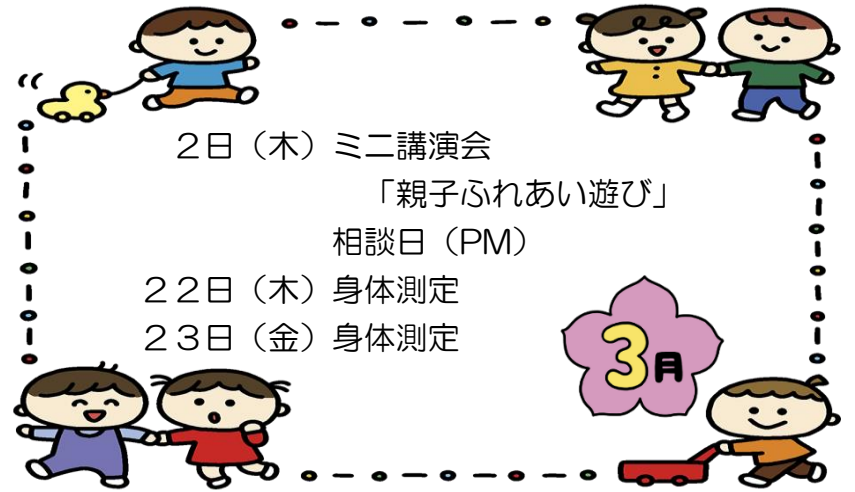 ２日（木）ミニ講演会
「親子ふれあい遊び」
相談日（PM）
２２日（木）身体測定
２３日（金）身体測定
3月